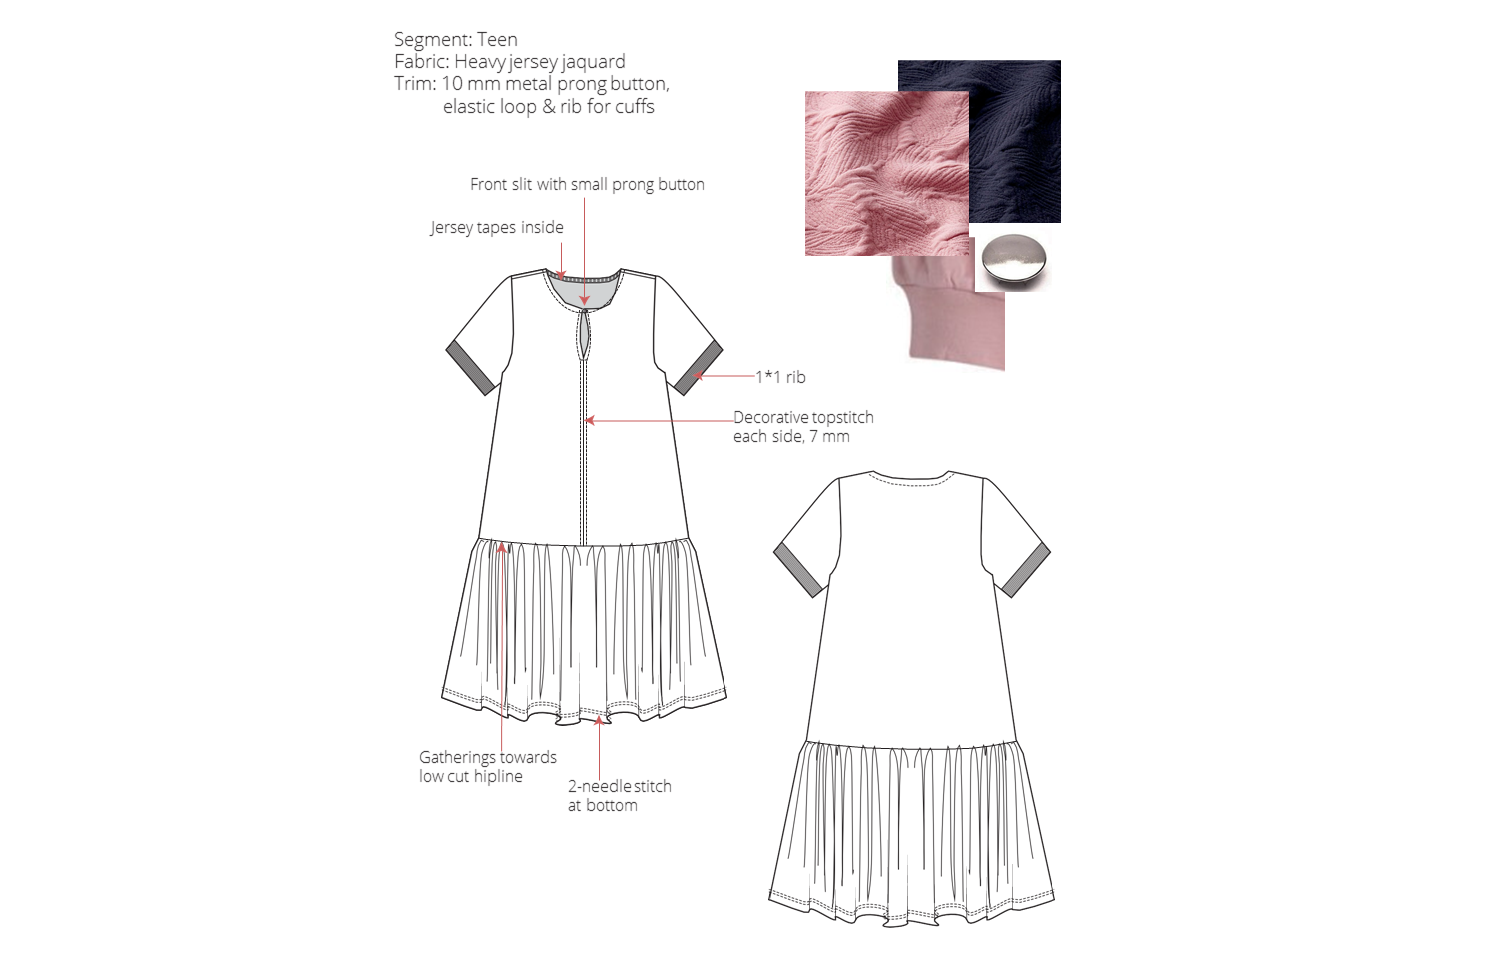 Segment: Teen
Fabric: Heavy jersey jaquard
Trim: 10 mm metal prong button,
elastic loop & rib for cuffs
Front slit with small prong button
Jersey tapes inside
1*1 rib
Decorative topstitch
each side, 7 mm
Gatherings towards
low cut hipline
2-needle stitch
at bottom